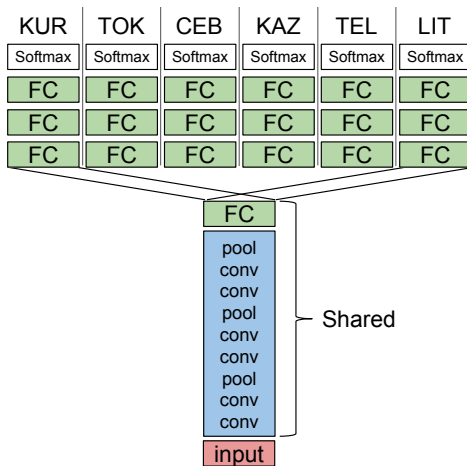 KUR TOK CEB KAZ TEL LIT
Softmax Softmax Softmax Softmax Softmax Softmax
FC FC FC FC FC FC
FC FC FC FC FC FC
FC FC FC FC FC FC
FC
pool
conv
conv
pool
conv
conv
pool
conv
conv
Shared
input